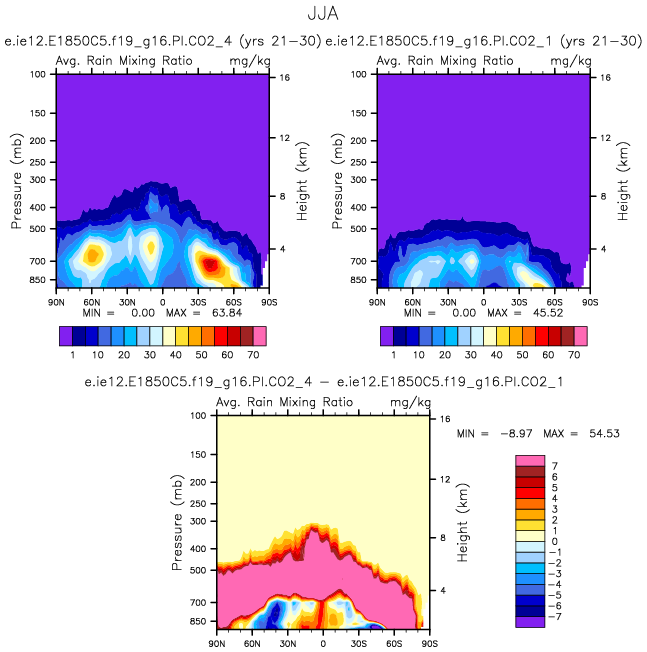 JJA
e.ie12.E1850C5.f19_g16.PI.CO2_4 (yrs 21-30) e.ie12.E1850C5.f19_g16.PI.CO2_1 (yrs 21-30)
Avg. Rain Mixing Ratio mg/kg
100
150
200
250
300
400
500
700
850
Pressure (mb)
16
12
8
4
Height (km)
90N 60N 30N 0 30S 60S 90S
MIN = 0.00 MAX = 63.84
1 10 20 30 40 50 60 70
Avg. Rain Mixing Ratio mg/kg
100
150
200
250
300
400
500
700
850
Pressure (mb)
16
12
8
4
Height (km)
90N 60N 30N 0 30S 60S 90S
MIN = 0.00 MAX = 45.52
1 10 20 30 40 50 60 70
e.ie12.E1850C5.f19_g16.PI.CO2_4 - e.ie12.E1850C5.f19_g16.PI.CO2_1
Avg. Rain Mixing Ratio mg/kg
100
150
200
250
300
400
500
700
850
Pressure (mb)
16
12
8
4
Height (km)
90N 60N 30N 0 30S 60S 90S
MIN = -8.97 MAX = 54.53
7
6
5
4
3
2
1
0
-1
-2
-3
-4
-5
-6
-7